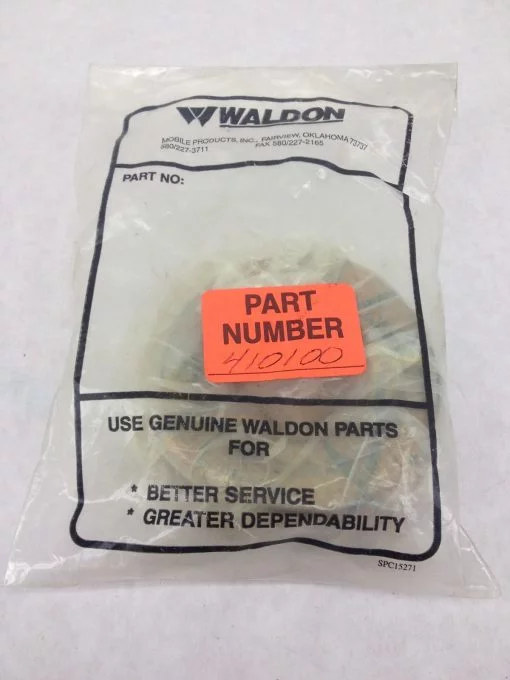 WALDON
MOBILE PRODUCTS, INC., FAIRVIEW, OKLAHOMA 73737
580/227-3711 FAX 580/227-2165
PART NO:
PART
NUMBER
410100
USE GENUINE WALDON PARTS
FOR
* BETTER SERVICE
* GREATER DEPENDABILITY
SPC15271